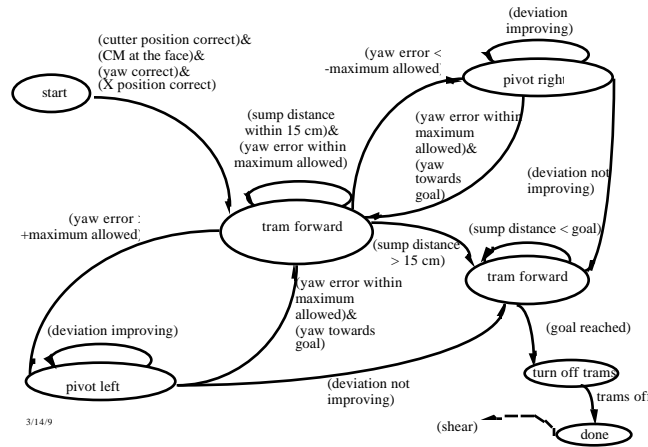 (deviation
improving)
(cutter position correct)&
(CM at the face)&
(yaw correct)&
(X position correct)
(yaw error <
-maximum allowed)
start
pivot right
(sump distance
within 15 cm)&
(yaw error within
maximum allowed)
(yaw error within
maximum
allowed)&
(yaw
towards
goal)
(deviation not
improving)
(yaw error :
+maximum allowed)
tram forward
(sump distance < goal)
(sump distance
> 15 cm)
tram forward
(yaw error within
maximum
allowed)&
(yaw towards
goal)
(deviation improving)
(goal reached)
pivot left
turn off trams
(deviation not
improving)
trams off
3/14/9
(shear)
done